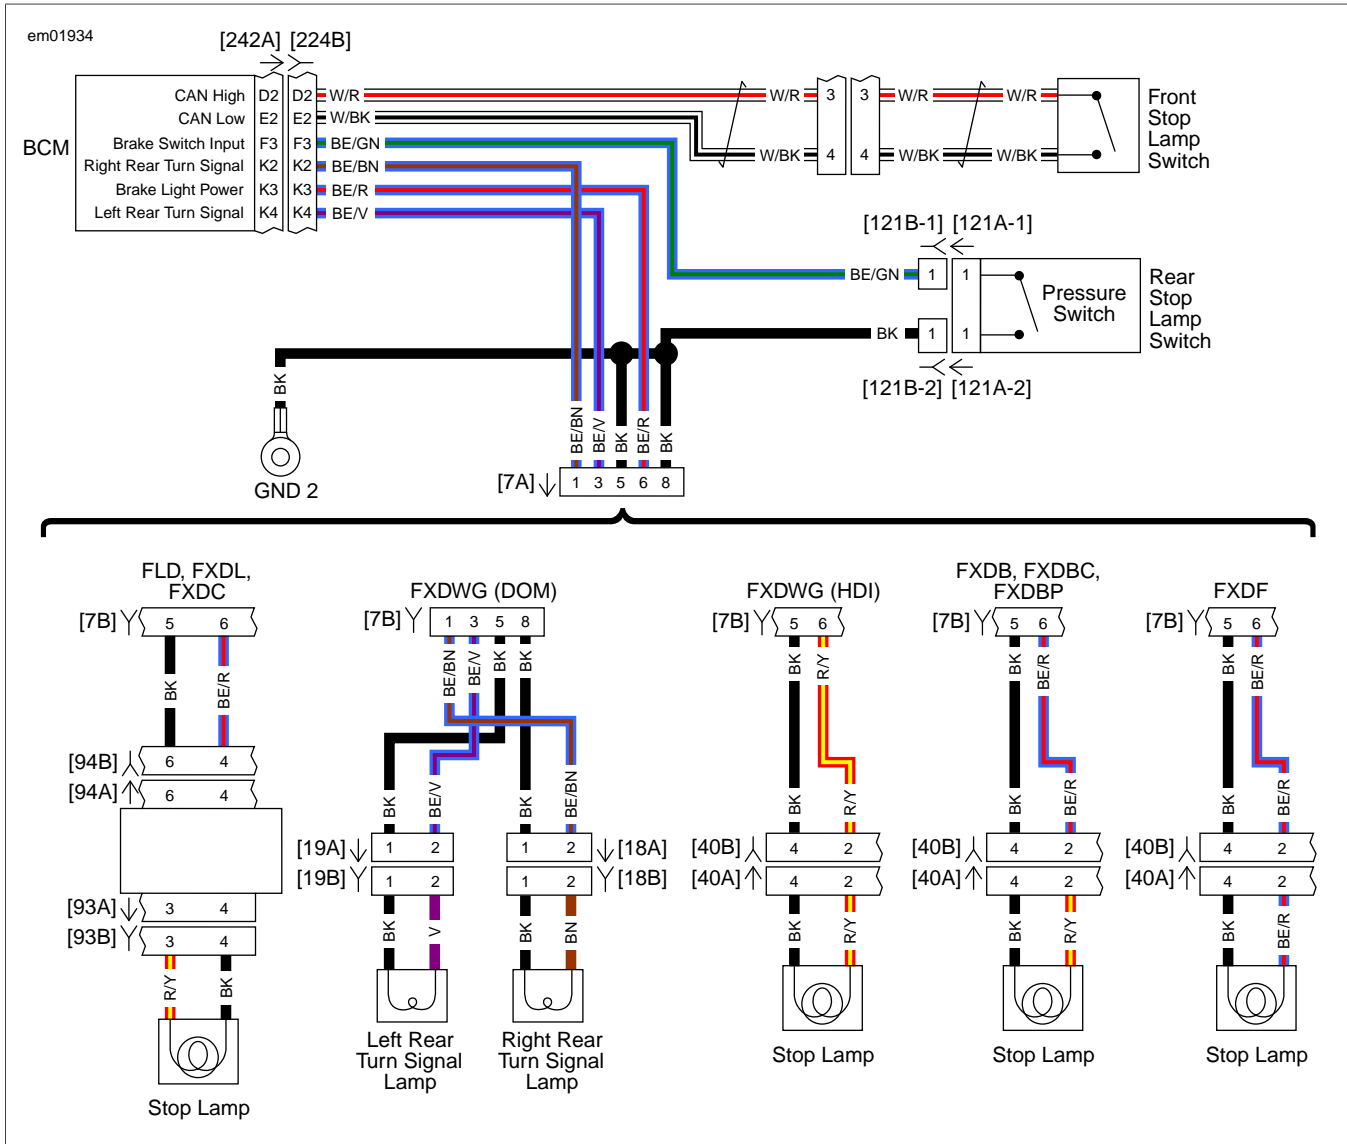 em01934
[242A] [224B]
BCM
CAN High D2 D2 W/R W/R 3 3 W/R W/R
CAN Low E2 E2 W/BK W/BK 4 4 W/BK W/BK
Brake Switch Input F3 F3 BE/GN
Right Rear Turn Signal K2 K2 BE/BN
Brake Light Power K3 K3 BE/R
Left Rear Turn Signal K4 K4 BE/V
Front
Stop
Lamp
Switch
[121B-1] [121A-1]
BE/GN 1 1
Pressure
Switch
BK 1 1
[121B-2] [121A-2]
Rear
Stop
Lamp
Switch
BK
GND 2
BE/BN BE/V BK BE/R BK
[7A] 1 3 5 6 8
FLD, FXDL,
FXDC
[7B] 5 6
BK BE/R
[94B] 6 4
[94A] 6 4
[93A] 3 4
[93B] 3 4
R/Y BK
Stop Lamp
FXDWG (DOM)
[7B] 1 3 5 8
BE/BN BE/V BK BK
BK BE/V BK BE/BN
[19A] 1 2 1 2 [18A]
[19B] 1 2 1 2 [18B]
BK V BK BN
Left Rear
Turn Signal
Lamp
Right Rear
Turn Signal
Lamp
FXDWG (HDI)
[7B] 5 6
BK R/Y
BK R/Y
[40B] 4 2
[40A] 4 2
BK R/Y
Stop Lamp
FXDB, FXDBC,
FXDBP
[7B] 5 6
BK BE/R
BK BE/R
[40B] 4 2
[40A] 4 2
BK R/Y
Stop Lamp
FXDF
[7B] 5 6
BK BE/R
BK BE/R
[40B] 4 2
[40A] 4 2
BK BE/R
Stop Lamp